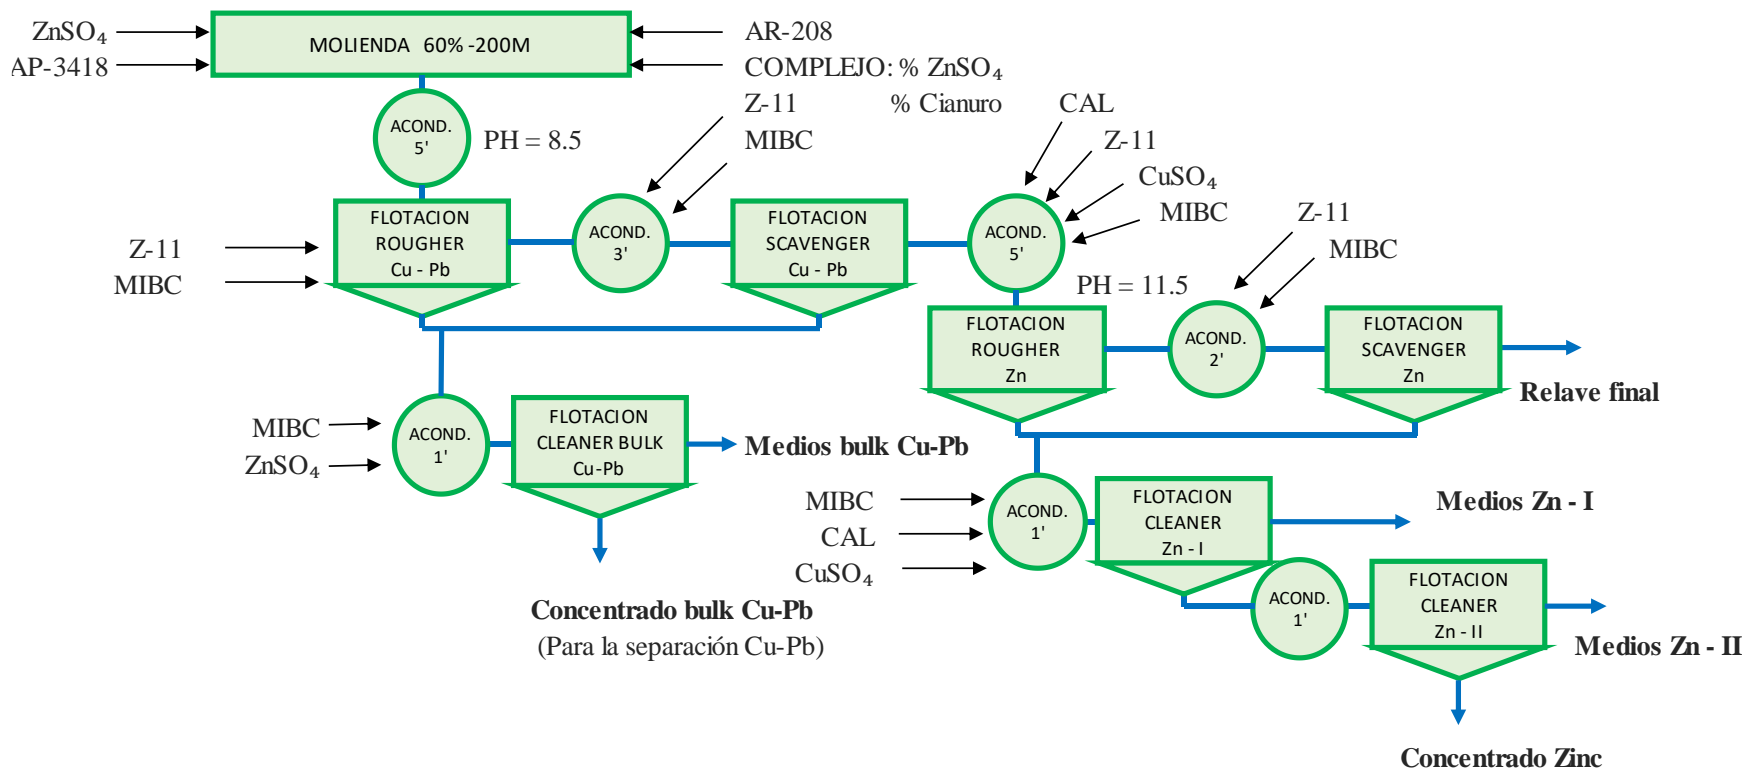 ZnSO₄
AP-3418
MOLIENDA 60% -200M
AR-208
COMPLEJO: % ZnSO₄
% Cianuro
ACOND.
5'
PH = 8.5
Z-11
MIBC
CAL
Z-11
CuSO₄
MIBC
Z-11
MIBC
FLOTACION
ROUGHER
Cu - Pb
ACOND.
3'
FLOTACION
SCAVENGER
Cu - Pb
ACOND.
5'
PH = 11.5
Z-11
MIBC
FLOTACION
ROUGHER
Zn
ACOND.
2'
FLOTACION
SCAVENGER
Zn
Relave final
MIBC
ZnSO₄
ACOND.
1'
FLOTACION
CLEANER BULK
Cu-Pb
Medios bulk Cu-Pb
Concentrado bulk Cu-Pb
(Para la separación Cu-Pb)
MIBC
CAL
CuSO₄
ACOND.
1'
FLOTACION
CLEANER
Zn - I
Medios Zn - I
ACOND.
1'
FLOTACION
CLEANER
Zn - II
Medios Zn - II
Concentrado Zinc